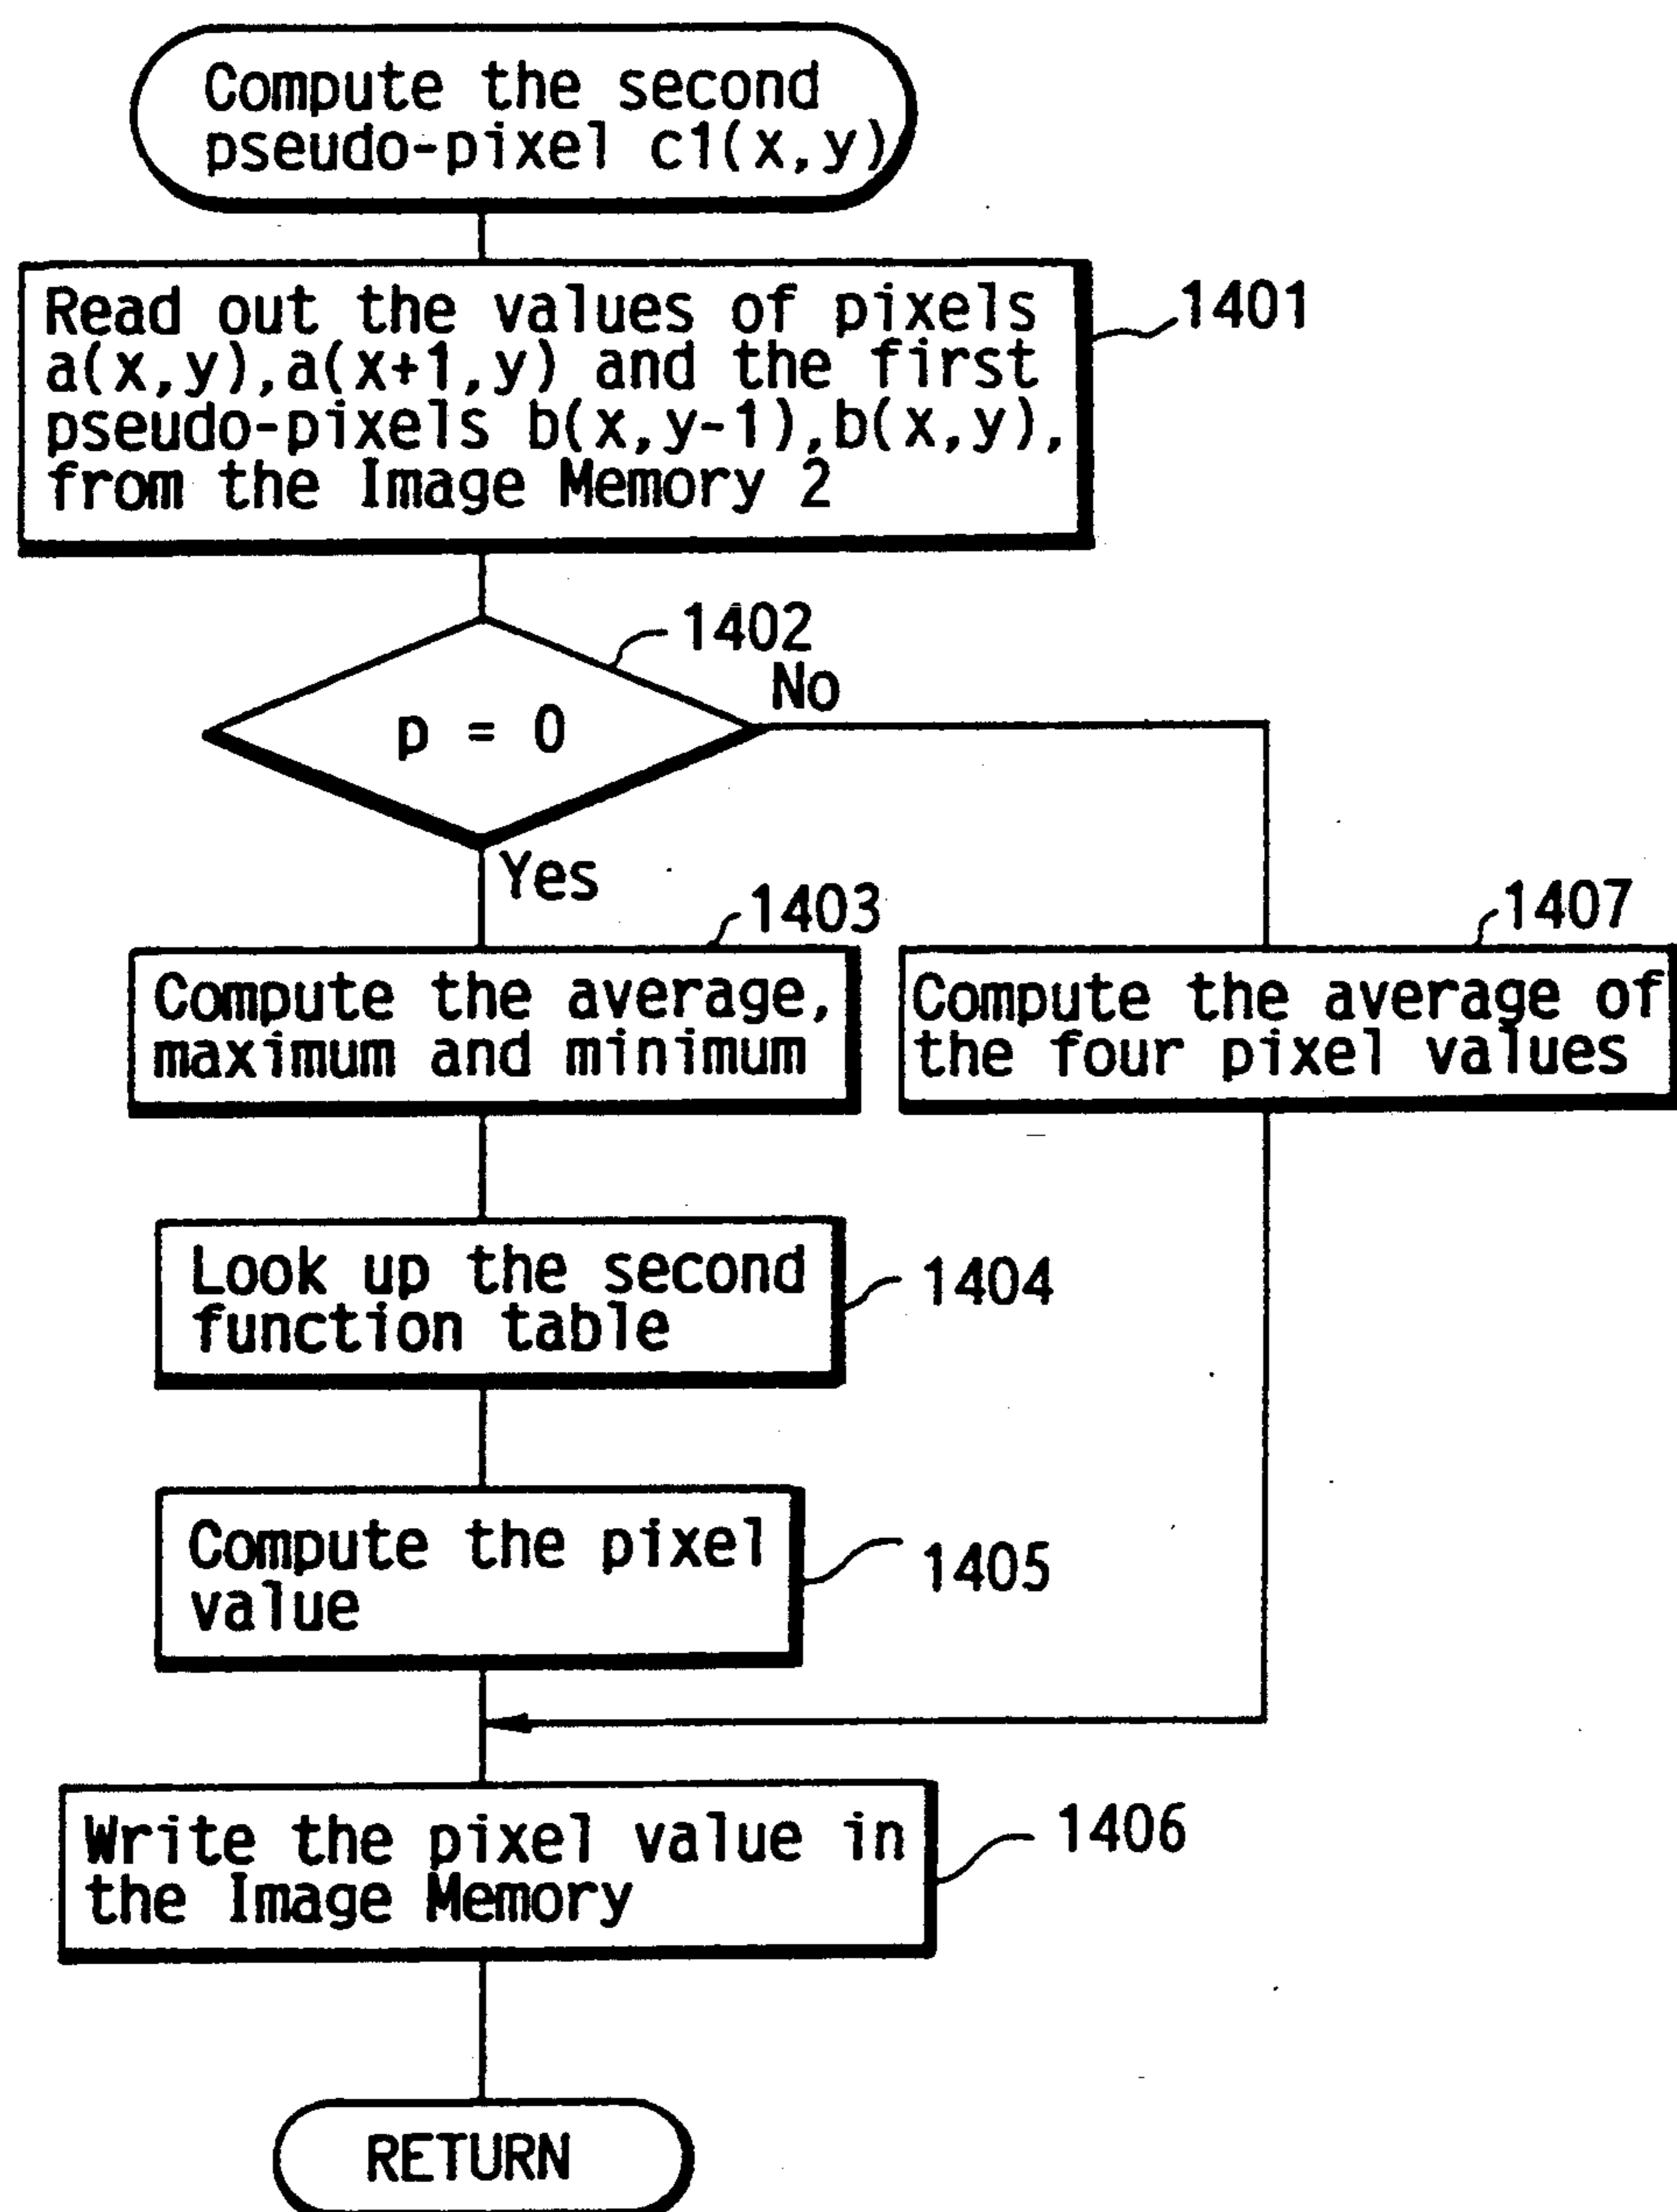 Compute the second
pseudo-pixel c1(x,y)
Read out the values of pixels
a(x,y),a(x+1,y) and the first
pseudo-pixels b(x,y-1),b(x,y),
from the Image Memory 2
1401
1402
No
p = 0
Yes
1403
1407
Compute the average,
maximum and minimum
Compute the average of
the four pixel values
Look up the second
function table
1404
Compute the pixel
value
1405
Write the pixel value in
the Image Memory
1406
RETURN